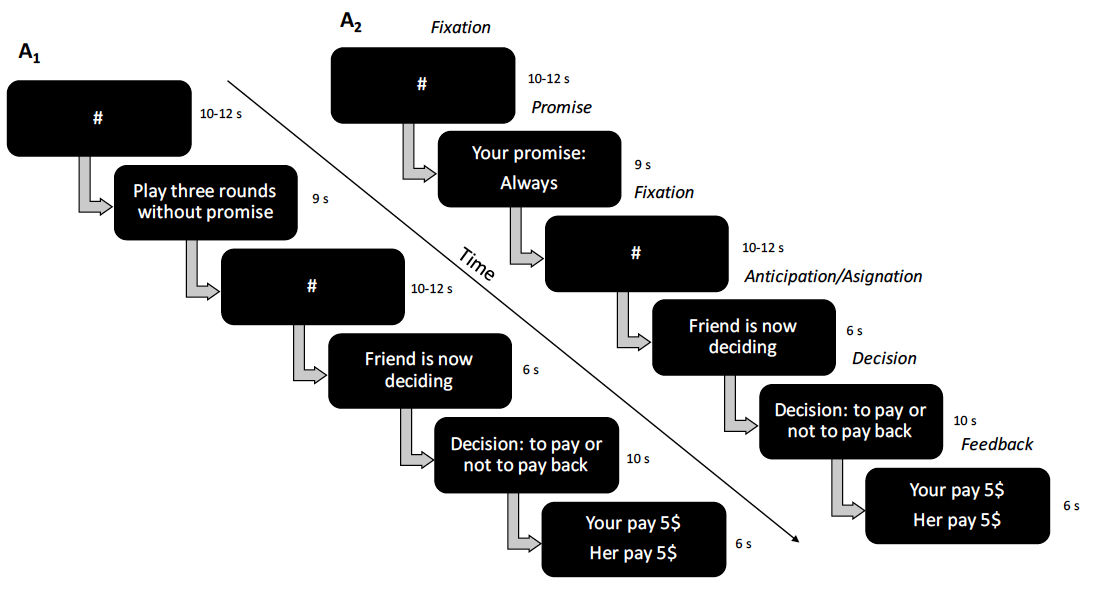 A1
#
10-12 s
Play three rounds
without promise
9 s
#
10-12 s
Friend is now
deciding
6 s
Decision: to pay or
not to pay back
10 s
Your pay 5$
Her pay 5$
6 s
Time
A2
Fixation
#
10-12 s
Promise
Your promise:
Always
9 s
Fixation
#
10-12 s
Anticipation/Asignation
Friend is now
deciding
6 s
Decision
Decision: to pay or
not to pay back
10 s
Feedback
Your pay 5$
Her pay 5$
6 s